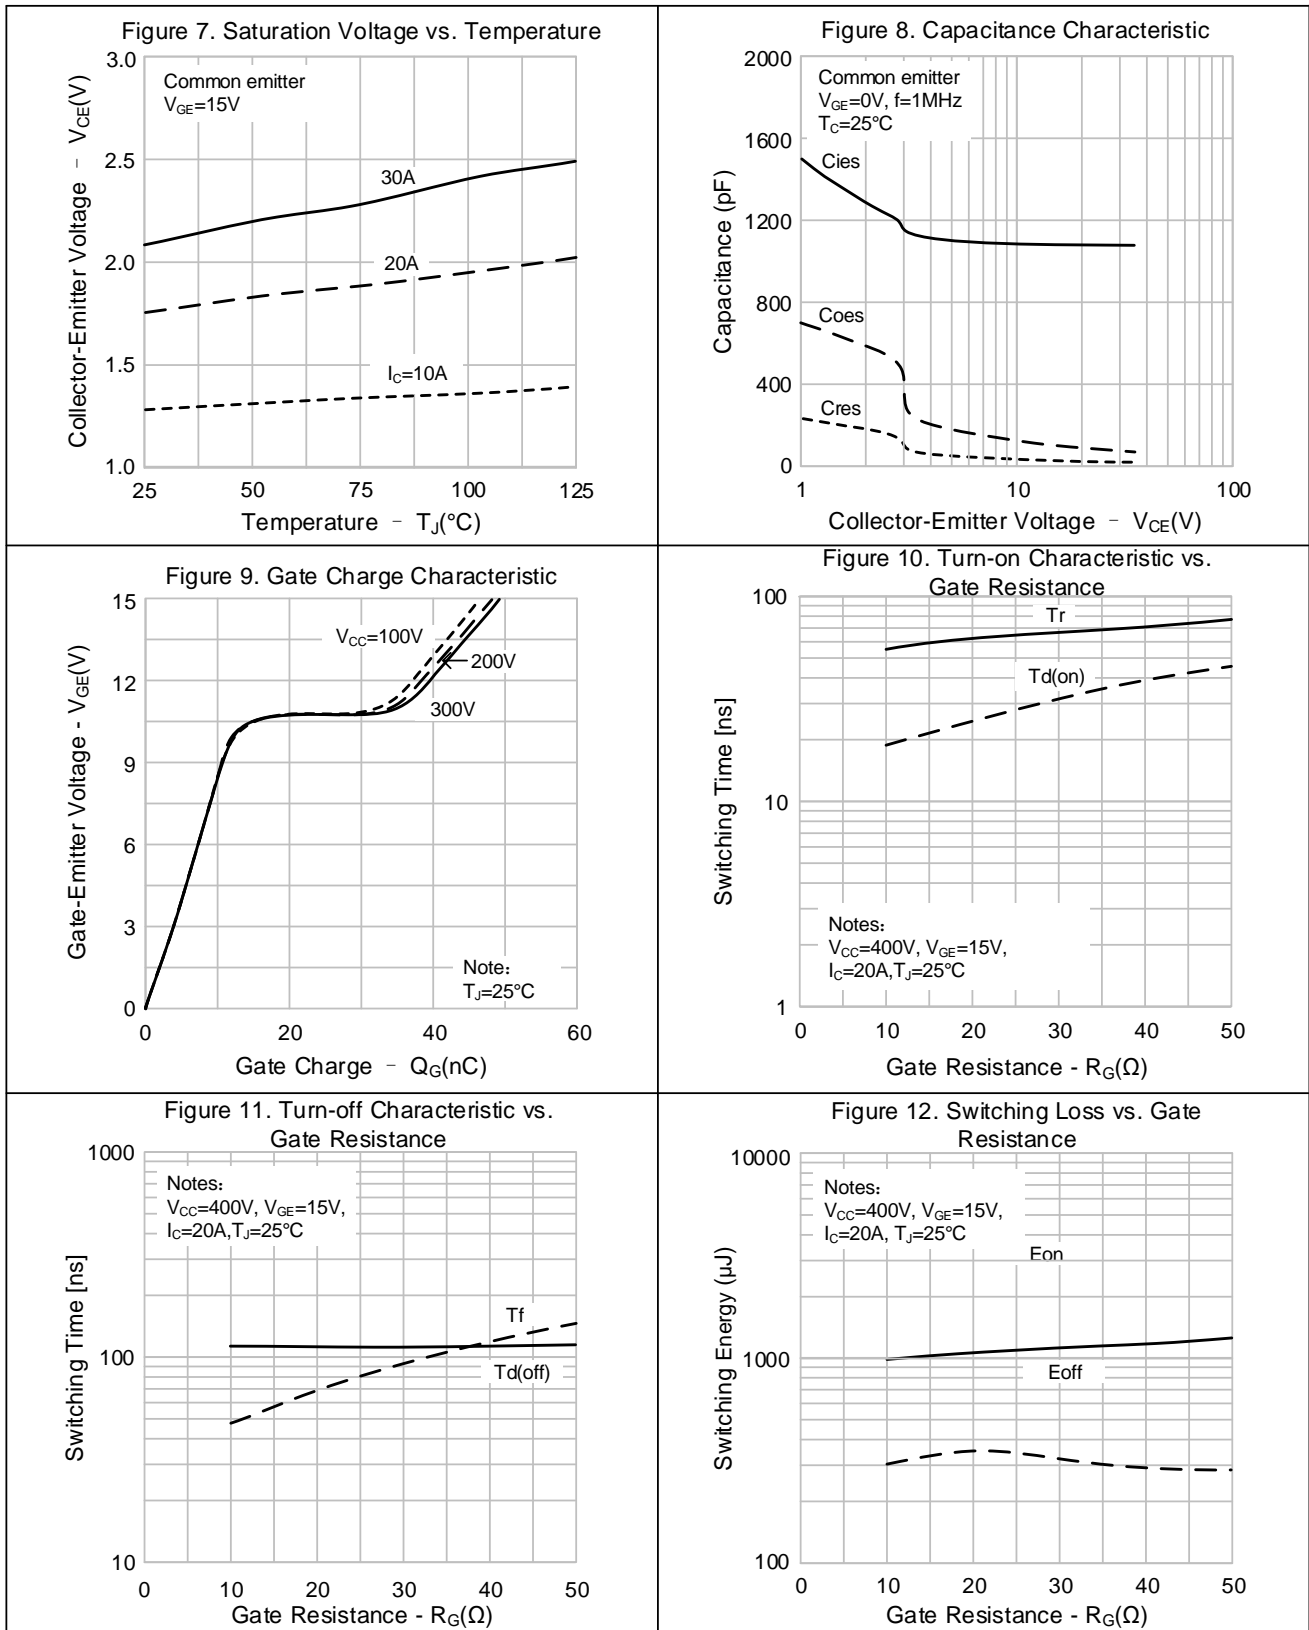 Figure 7. Saturation Voltage vs. Temperature
Collector-Emitter Voltage – VCE(V)
3.0
2.5
2.0
1.5
1.0
Common emitter
VGE=15V
30A
20A
IC=10A
25 50 75 100 125
Temperature – TJ(°C)
Figure 8. Capacitance Characteristic
Capacitance (pF)
2000
1600
1200
800
400
0
Common emitter
VGE=0V, f=1MHz
TC=25°C
Cies
Coes
Cres
1 10 100
Collector-Emitter Voltage – VCE(V)
Figure 9. Gate Charge Characteristic
Gate-Emitter Voltage - VGE(V)
15
12
9
6
3
0
VCC=100V
200V
300V
Note:
TJ=25°C
0 20 40 60
Gate Charge – QG(nC)
Figure 10. Turn-on Characteristic vs.
Gate Resistance
Switching Time [ns]
100
10
1
Tr
Td(on)
Notes:
VCC=400V, VGE=15V,
IC=20A,TJ=25°C
0 10 20 30 40 50
Gate Resistance - RG(Ω)
Figure 11. Turn-off Characteristic vs.
Gate Resistance
Switching Time [ns]
1000
100
10
Notes:
VCC=400V, VGE=15V,
IC=20A,TJ=25°C
Tf
Td(off)
0 10 20 30 40 50
Gate Resistance - RG(Ω)
Figure 12. Switching Loss vs. Gate
Resistance
Switching Energy (μJ)
10000
1000
100
Notes:
VCC=400V, VGE=15V,
IC=20A, TJ=25°C
Eon
Eoff
0 10 20 30 40 50
Gate Resistance - RG(Ω)